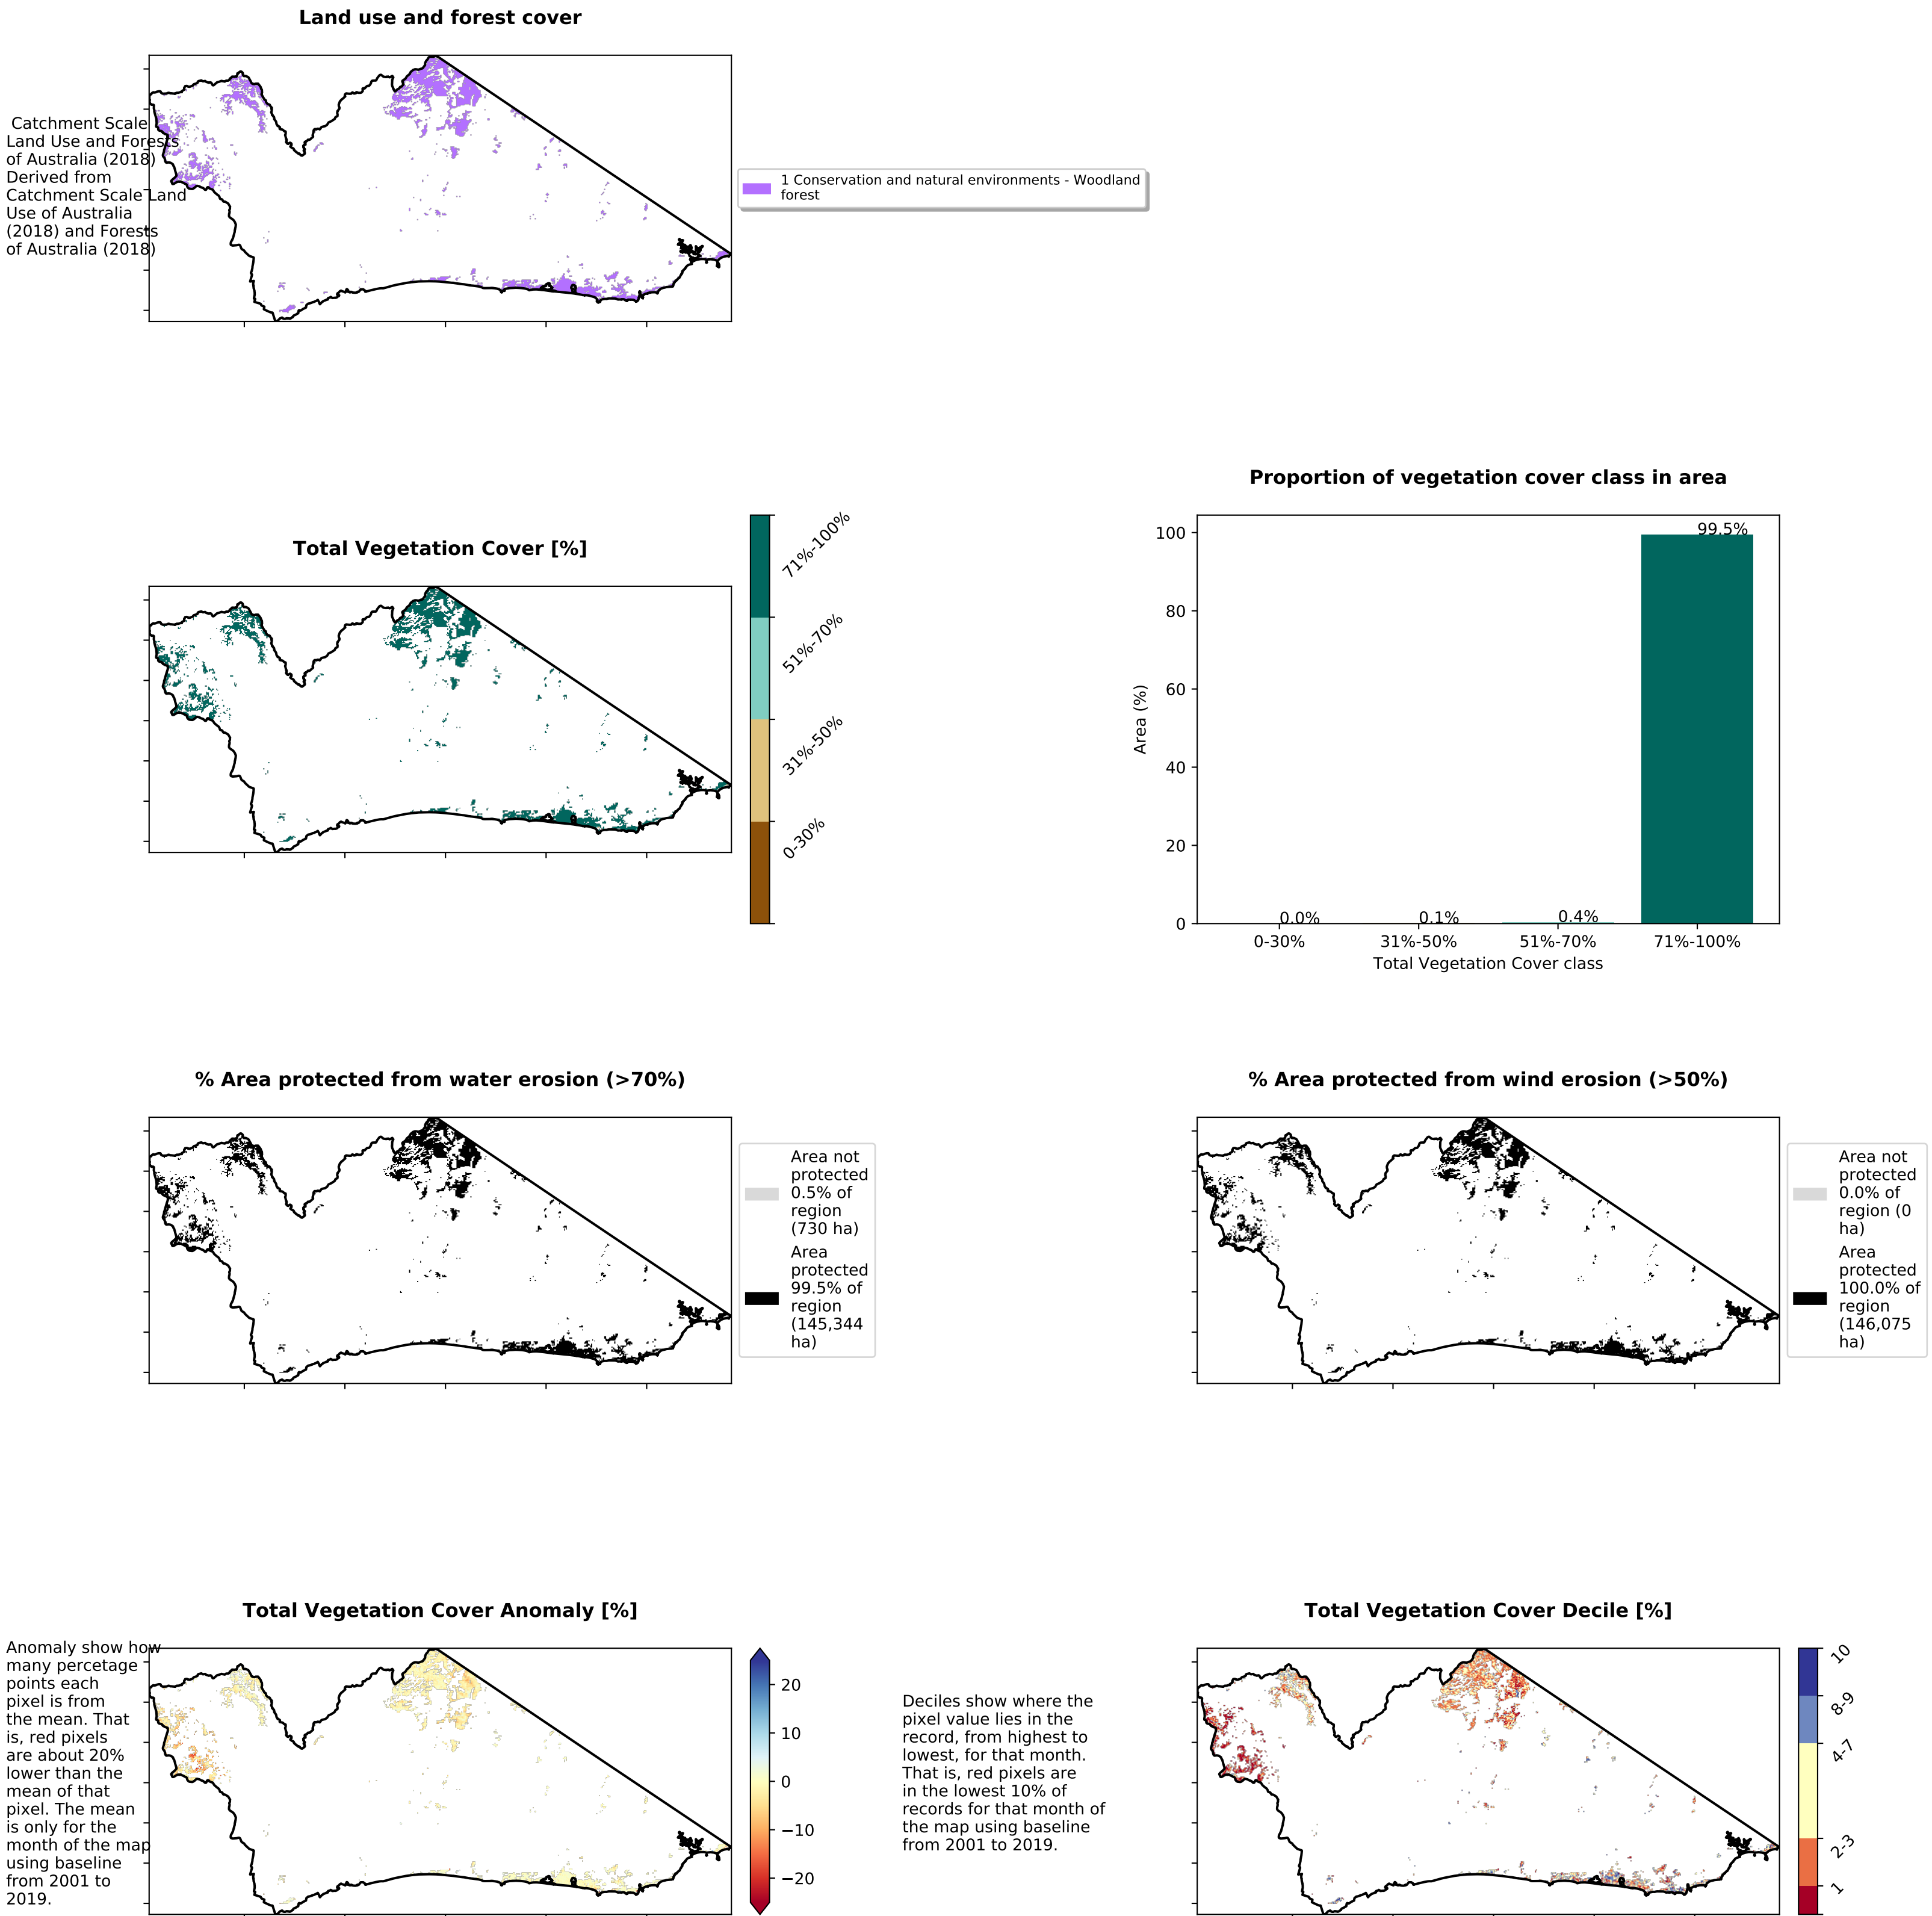 Land use and forest cover
Catchment Scale
Land Use and Forests
of Australia (2018)
Derived from
Catchment Scale Land
Use of Australia
(2018) and Forests
of Australia (2018)
1 Conservation and natural environments - Woodland
forest
Total Vegetation Cover [%]
71%-100%
51%-70%
31%-50%
0-30%
Proportion of vegetation cover class in area
100
80
60
40
20
0
Area (%)
0.0%
0.1%
0.4%
99.5%
0-30%
31%-50%
51%-70%
71%-100%
Total Vegetation Cover class
% Area protected from water erosion (>70%)
Area not
protected
0.5% of
region
(730 ha)
Area
protected
99.5% of
region
(145,344
ha)
% Area protected from wind erosion (>50%)
Area not
protected
0.0% of
region (0
ha)
Area
protected
100.0% of
region
(146,075
ha)
Total Vegetation Cover Anomaly [%]
Anomaly show how
many percetage
points each
pixel is from
the mean. That
is, red pixels
are about 20%
lower than the
mean of that
pixel. The mean
is only for the
month of the map
using baseline
from 2001 to
2019.
20
10
0
−10
−20
Total Vegetation Cover Decile [%]
Deciles show where the
pixel value lies in the
record, from highest to
lowest, for that month.
That is, red pixels are
in the lowest 10% of
records for that month of
the map using baseline
from 2001 to 2019.
10
8-9
4-7
2-3
1